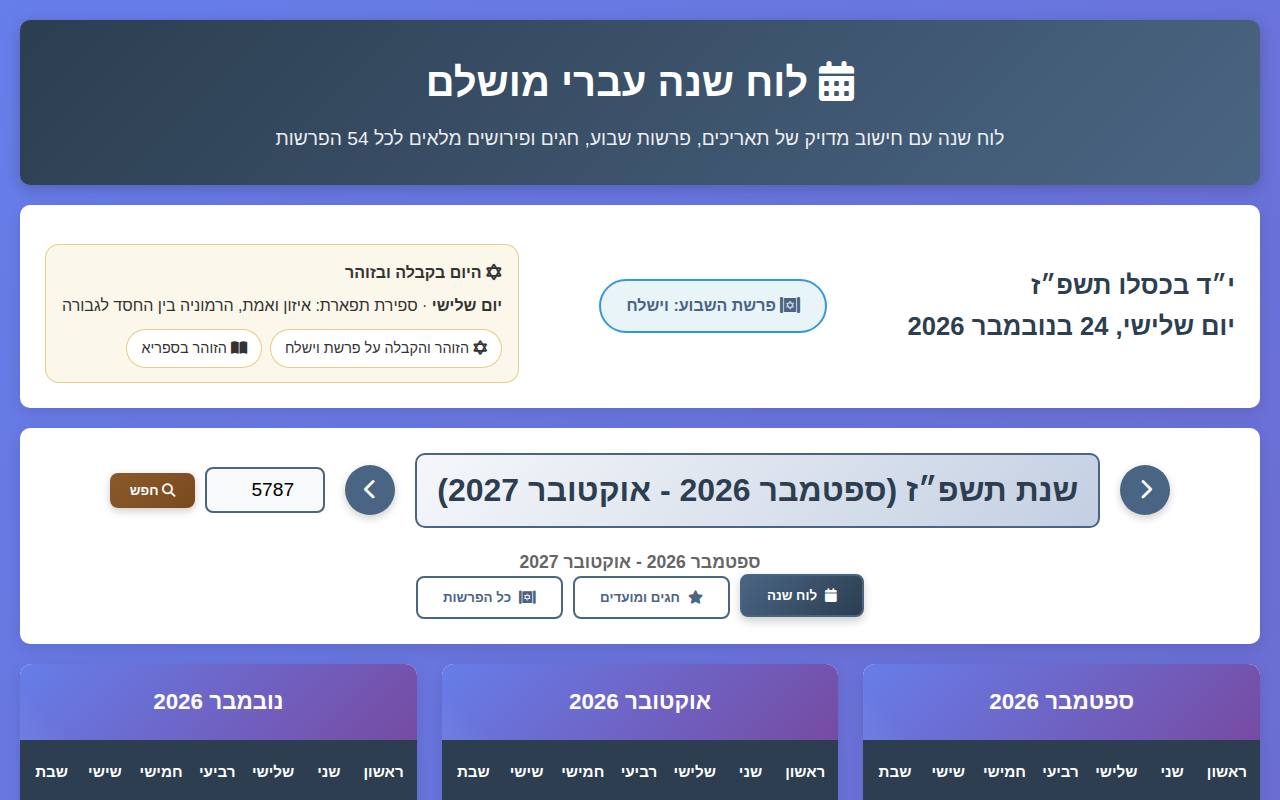 לוח שנה עברי מושלם
לוח שנה עם חישוב מדויק של תאריכים, פרשות שבוע, חגים ופירושים מלאים לכל 54 הפרשות
י״ד בכסלו תשפ״ז
יום שלישי, 24 בנובמבר 2026
פרשת השבוע: וישלח
היום בקבלה ובזוהר
יום שלישי · ספירת תפארת: איזון ואמת, הרמוניה בין החסד לגבורה
הזוהר והקבלה על פרשת וישלח
הזוהר בספריא
שנת תשפ״ז (ספטמבר 2026 - אוקטובר 2027)
5787
חפש
ספטמבר 2026 - אוקטובר 2027
לוח שנה
חגים ומועדים
כל הפרשות
ספטמבר 2026
ראשון שני שלישי רביעי חמישי שישי שבת
אוקטובר 2026
ראשון שני שלישי רביעי חמישי שישי שבת
נובמבר 2026
ראשון שני שלישי רביעי חמישי שישי שבת